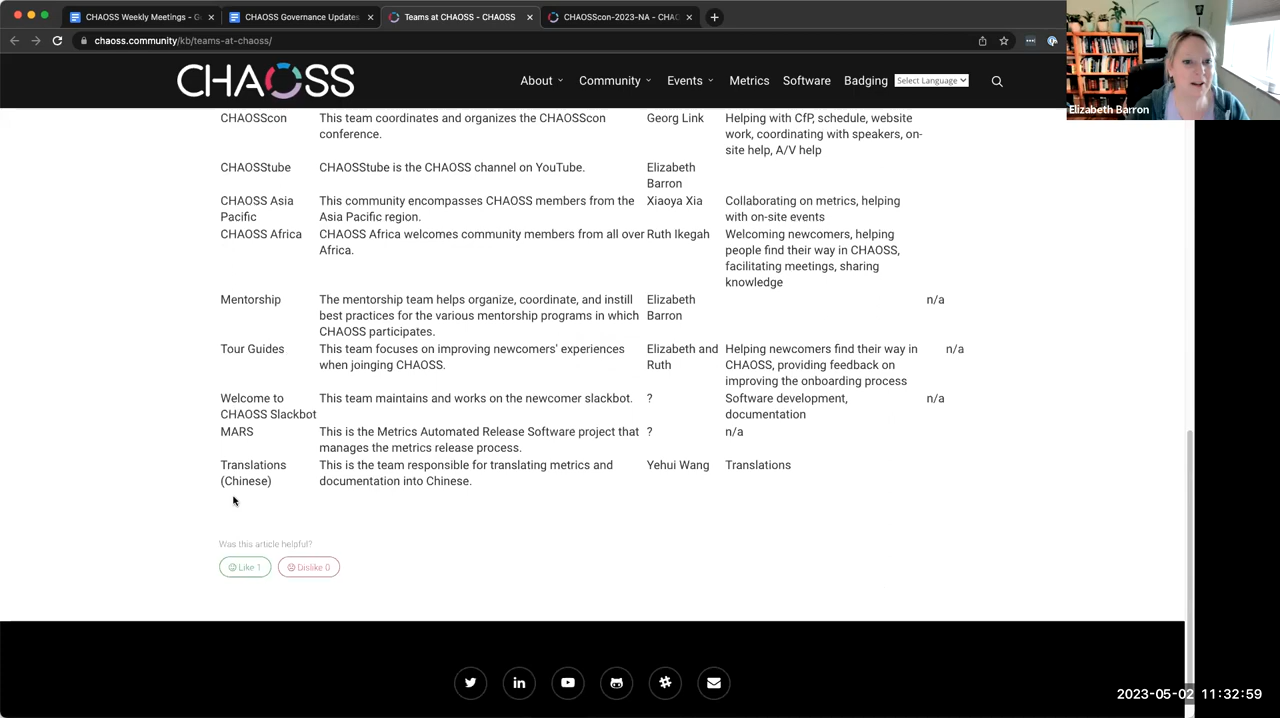 CHAOSS Weekly Meetings - G
CHAOSS Governance Updates
Teams at CHAOSS - CHAOSS
CHAOSScon-2023-NA - CHAO
chaoss.community/kb/teams-at-chaoss/
CHAOSS
About
Community
Events
Metrics
Software
Badging
Select Language
Elizabeth Barron
CHAOSScon
This team coordinates and organizes the CHAOSScon
conference.
Georg Link
Helping with CfP, schedule, website
work, coordinating with speakers, on-
site help, A/V help
CHAOSStube
CHAOSStube is the CHAOSS channel on YouTube.
Elizabeth
Barron
CHAOSS Asia
Pacific
This community encompasses CHAOSS members from the
Asia Pacific region.
Xiaoya Xia
Collaborating on metrics, helping
with on-site events
CHAOSS Africa
CHAOSS Africa welcomes community members from all over
Africa.
Ruth Ikegah
Welcoming newcomers, helping
people find their way in CHAOSS,
facilitating meetings, sharing
knowledge
Mentorship
The mentorship team helps organize, coordinate, and instill
best practices for the various mentorship programs in which
CHAOSS participates.
Elizabeth
Barron
n/a
Tour Guides
This team focuses on improving newcomers' experiences
when joinging CHAOSS.
Elizabeth and
Ruth
Helping newcomers find their way in
CHAOSS, providing feedback on
improving the onboarding process
n/a
Welcome to
CHAOSS Slackbot
This team maintains and works on the newcomer slackbot.
?
Software development,
documentation
n/a
MARS
This is the Metrics Automated Release Software project that
manages the metrics release process.
?
n/a
Translations
(Chinese)
This is the team responsible for translating metrics and
documentation into Chinese.
Yehui Wang
Translations
Was this article helpful?
Like 1
Dislike 0
2023-05-02 11:32:59